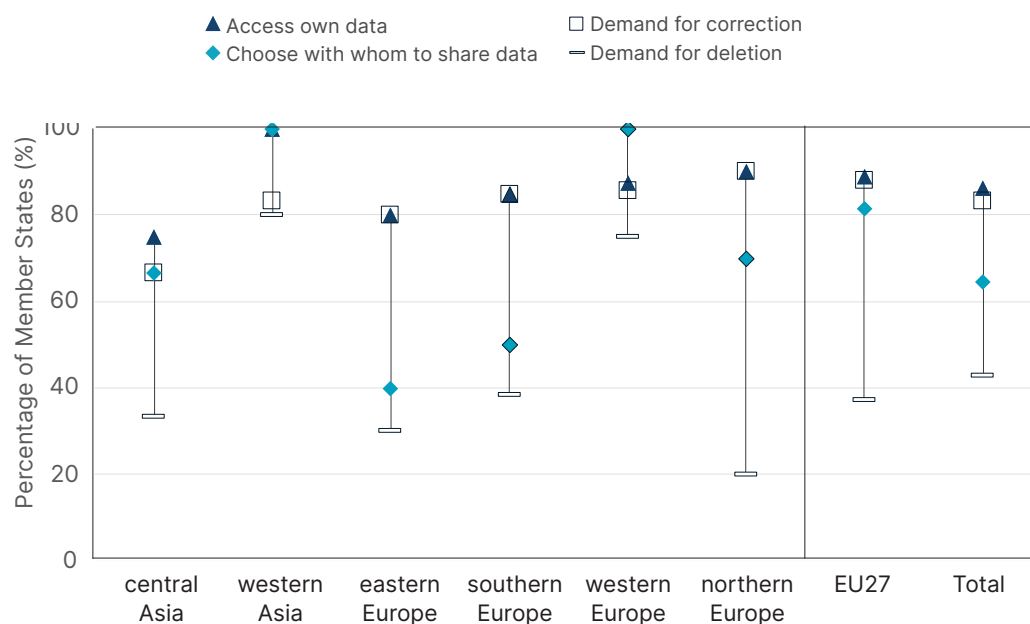 Access own data
Demand for correction
Choose with whom to share data
Demand for deletion
Percentage of Member States (%)
100
80
60
40
20
0
central
Asia
western
Asia
eastern
Europe
southern
Europe
western
Europe
northern
Europe
EU27
Total